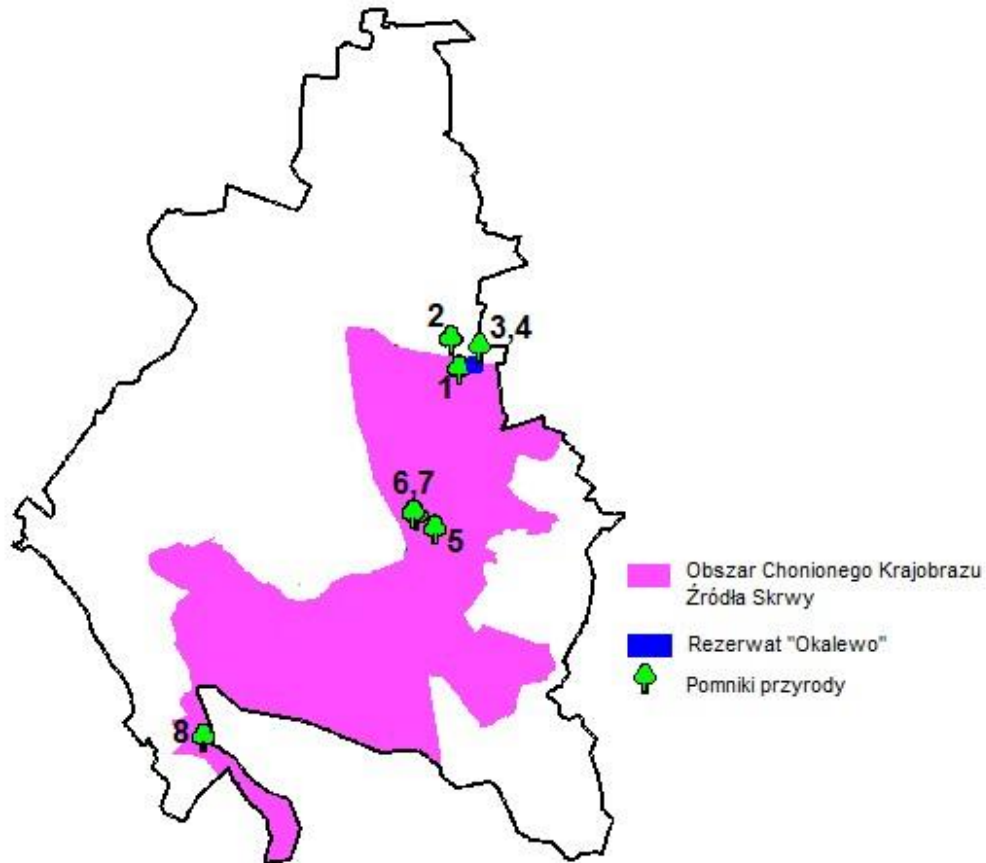 2
3,4
1
6,7
5
8
Obszar Chonionego Krajobrazu
Źródła Skrwy
Rezerwat "Okalewo"
Pomniki przyrody